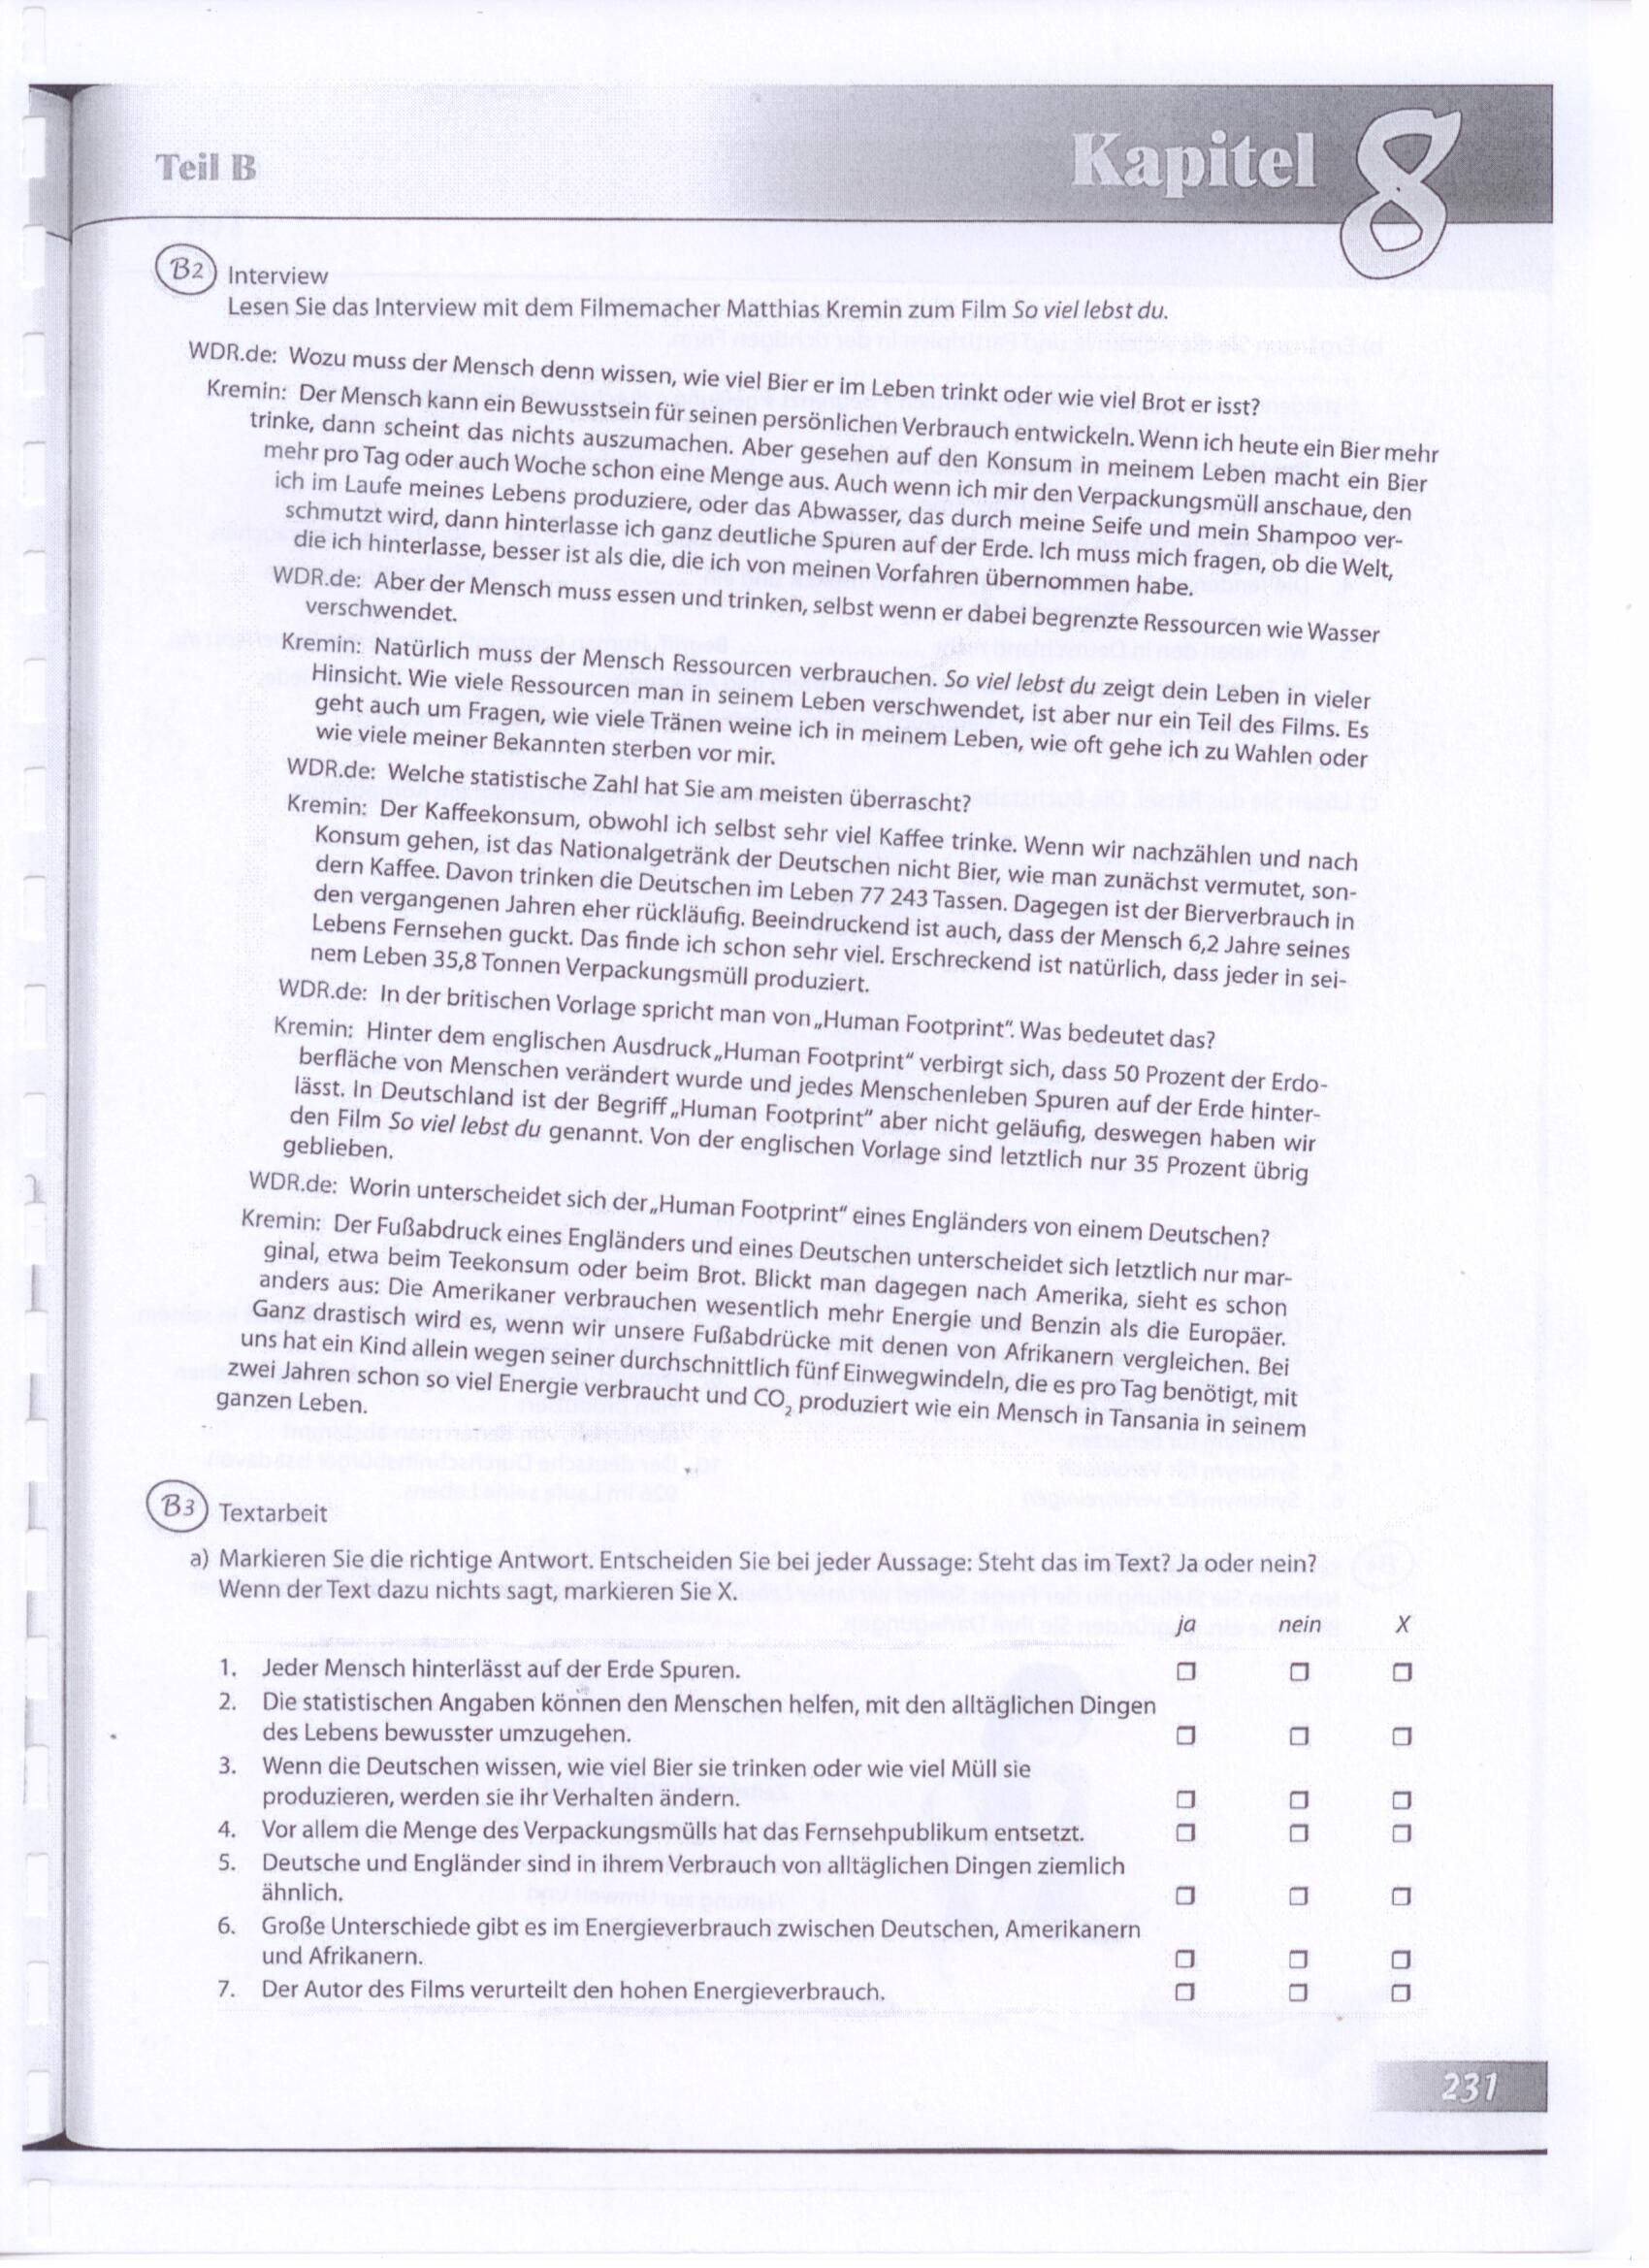 Teil B
Kapitel 8
B2 Interview
Lesen Sie das Interview mit dem Filmemacher Matthias Kremin zum Film So viel lebst du.
WDR.de: Wozu muss der Mensch denn wissen, wie viel Bier er im Leben trinkt oder wie viel Brot er isst?
Kremin: Der Mensch kann ein Bewusstsein für seinen persönlichen Verbrauch entwickeln. Wenn ich heute ein Bier mehr
trinke, dann scheint das nichts auszumachen. Aber gesehen auf den Konsum in meinem Leben macht ein Bier
mehr pro Tag oder auch Woche schon eine Menge aus. Auch wenn ich mir den Verpackungsmüll anschaue, den
ich im Laufe meines Lebens produziere, oder das Abwasser, das durch meine Seife und mein Shampoo ver-
schmutzt wird, dann hinterlasse ich ganz deutliche Spuren auf der Erde. Ich muss mich fragen, ob die Welt,
die ich hinterlasse, besser ist als die, die ich von meinen Vorfahren übernommen habe.
WDR.de: Aber der Mensch muss essen und trinken, selbst wenn er dabei begrenzte Ressourcen wie Wasser
verschwendet.
Kremin: Natürlich muss der Mensch Ressourcen verbrauchen. So viel lebst du zeigt dein Leben in vieler
Hinsicht. Wie viele Ressourcen man in seinem Leben verschwendet, ist aber nur ein Teil des Films. Es
geht auch um Fragen, wie viele Tränen weine ich in meinem Leben, wie oft gehe ich zu Wahlen oder
wie viele meiner Bekannten sterben vor mir.
WDR.de: Welche statistische Zahl hat Sie am meisten überrascht?
Kremin: Der Kaffeekonsum, obwohl ich selbst sehr viel Kaffee trinke. Wenn wir nachzählen und nach
Konsum gehen, ist das Nationalgetränk der Deutschen nicht Bier, wie man zunächst vermutet, son-
dern Kaffee. Davon trinken die Deutschen im Leben 77 243 Tassen. Dagegen ist der Bierverbrauch in
den vergangenen Jahren eher rückläufig. Beeindruckend ist auch, dass der Mensch 6,2 Jahre seines
Lebens Fernsehen guckt. Das finde ich schon sehr viel. Erschreckend ist natürlich, dass jeder in sei-
nem Leben 35,8 Tonnen Verpackungsmüll produziert.
WDR.de: In der britischen Vorlage spricht man von „Human Footprint“. Was bedeutet das?
Kremin: Hinter dem englischen Ausdruck „Human Footprint“ verbirgt sich, dass 50 Prozent der Erdo-
berfläche von Menschen verändert wurde und jedes Menschenleben Spuren auf der Erde hinter-
lässt. In Deutschland ist der Begriff „Human Footprint“ aber nicht geläufig, deswegen haben wir
den Film So viel lebst du genannt. Von der englischen Vorlage sind letztlich nur 35 Prozent übrig
geblieben.
WDR.de: Worin unterscheidet sich der „Human Footprint“ eines Engländers von einem Deutschen?
Kremin: Der Fußabdruck eines Engländers und eines Deutschen unterscheidet sich letztlich nur mar-
ginal, etwa beim Teekonsum oder beim Brot. Blickt man dagegen nach Amerika, sieht es schon
anders aus: Die Amerikaner verbrauchen wesentlich mehr Energie und Benzin als die Europäer.
Ganz drastisch wird es, wenn wir unsere Fußabdrücke mit denen von Afrikanern vergleichen. Bei
uns hat ein Kind allein wegen seiner durchschnittlich fünf Einwegwindeln, die es pro Tag benötigt, mit
zwei Jahren schon so viel Energie verbraucht und CO₂ produziert wie ein Mensch in Tansania in seinem
ganzen Leben.
B3 Textarbeit
a) Markieren Sie die richtige Antwort. Entscheiden Sie bei jeder Aussage: Steht das im Text? Ja oder nein?
Wenn der Text dazu nichts sagt, markieren Sie X.
ja nein X
1. Jeder Mensch hinterlässt auf der Erde Spuren.
2. Die statistischen Angaben können den Menschen helfen, mit den alltäglichen Dingen
des Lebens bewusster umzugehen.
3. Wenn die Deutschen wissen, wie viel Bier sie trinken oder wie viel Müll sie
produzieren, werden sie ihr Verhalten ändern.
4. Vor allem die Menge des Verpackungsmülls hat das Fernsehpublikum entsetzt.
5. Deutsche und Engländer sind in ihrem Verbrauch von alltäglichen Dingen ziemlich
ähnlich.
6. Große Unterschiede gibt es im Energieverbrauch zwischen Deutschen, Amerikanern
und Afrikanern.
7. Der Autor des Films verurteilt den hohen Energieverbrauch.
231